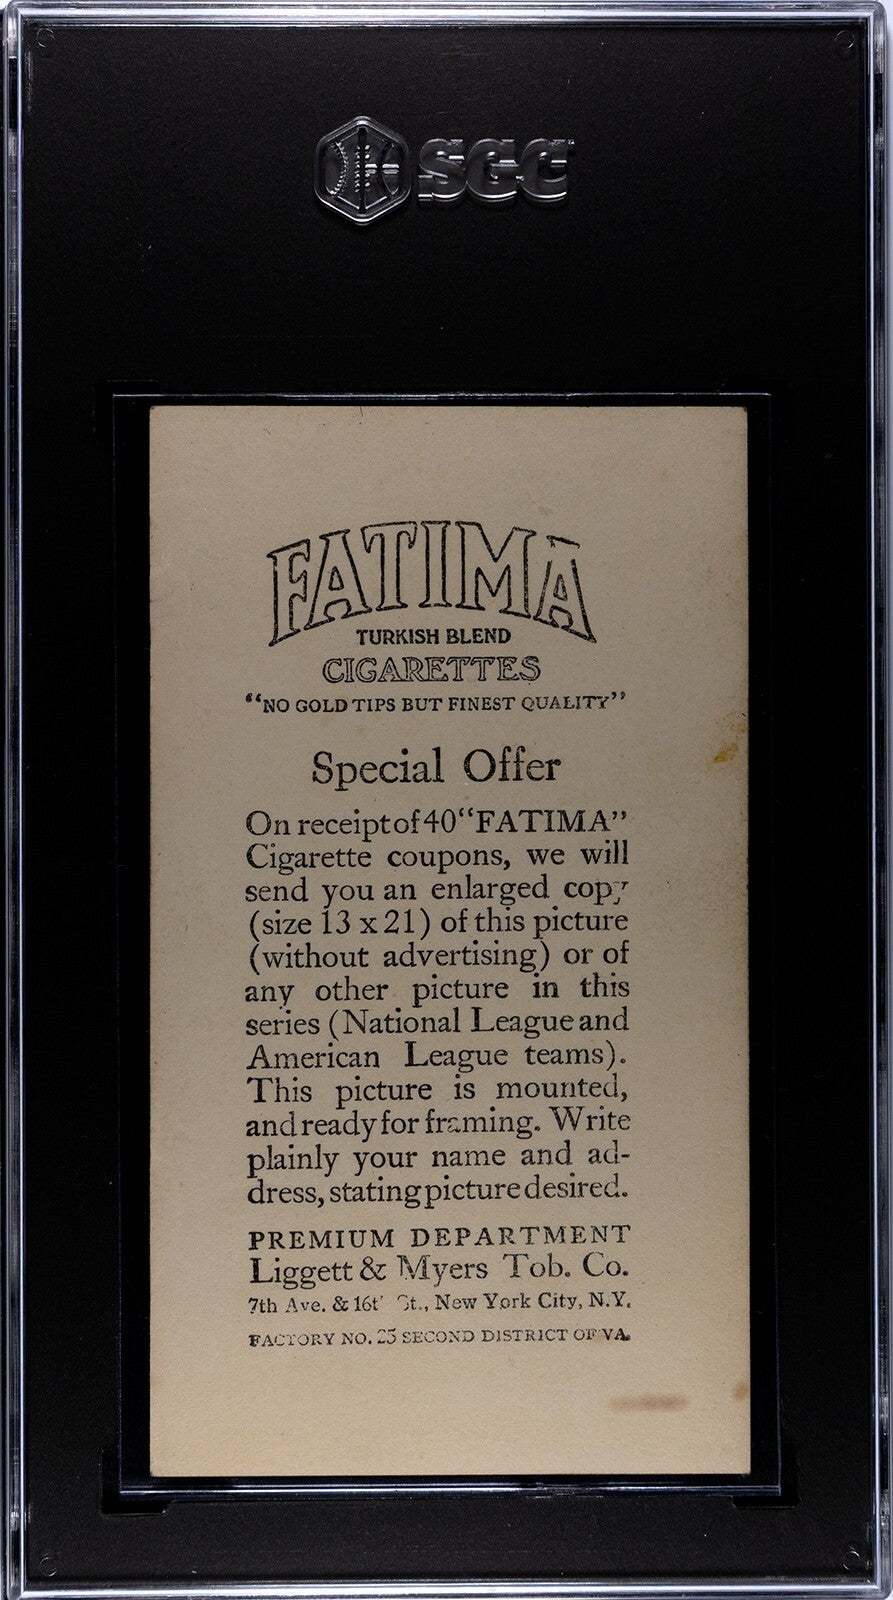 SGC
FATIMA
TURKISH BLEND
CIGARETTES
"NO GOLD TIPS BUT FINEST QUALITY"
Special Offer
On receipt of 40 "FATIMA"
Cigarette coupons, we will
send you an enlarged copy
(size 13 x 21) of this picture
(without advertising) or of
any other picture in this
series (National League and
American League teams).
This picture is mounted,
and ready for framing. Write
plainly your name and ad-
dress, stating picture desired.
PREMIUM DEPARTMENT
Liggett & Myers Tob. Co.
7th Ave. & 16th St., New York City, N.Y.
FACTORY NO. 25 SECOND DISTRICT OF VA.